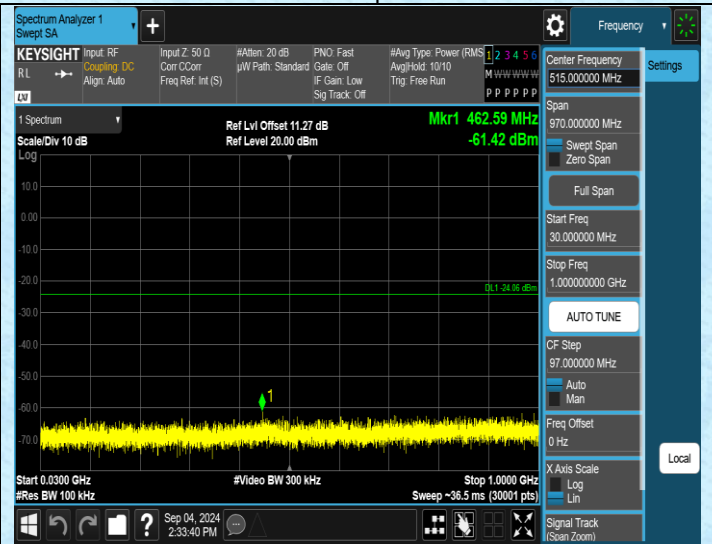 Spectrum Analyzer 1
Swept SA
Frequency
KEYSIGHT
RL
LXI
Input: RF
Coupling: DC
Align: Auto
Input Z: 50 Ω
Corr CCorr
Freq Ref: Int (S)
#Atten: 20 dB
µW Path: Standard
PNO: Fast
Gate: Off
IF Gain: Low
Sig Track: Off
#Avg Type: Power (RMS
Avg|Hold: 10/10
Trig: Free Run
1 2 3 4 5 6
M W W W W W
P P P P P P
1 Spectrum
Scale/Div 10 dB
Log
Ref Lvl Offset 11.27 dB
Ref Level 20.00 dBm
Mkr1 462.59 MHz
-61.42 dBm
10.0
0.00
-10.0
-20.0
DL1 -24.06 dBm
-30.0
-40.0
-50.0
1
-60.0
-70.0
Start 0.0300 GHz
#Res BW 100 kHz
#Video BW 300 kHz
Stop 1.0000 GHz
Sweep ~36.5 ms (30001 pts)
Sep 04, 2024
2:33:40 PM
Center Frequency
515.000000 MHz
Span
970.000000 MHz
Swept Span
Zero Span
Full Span
Start Freq
30.000000 MHz
Stop Freq
1.000000000 GHz
AUTO TUNE
CF Step
97.000000 MHz
Auto
Man
Freq Offset
0 Hz
X Axis Scale
Log
Lin
Signal Track
(Span Zoom)
Settings
Local